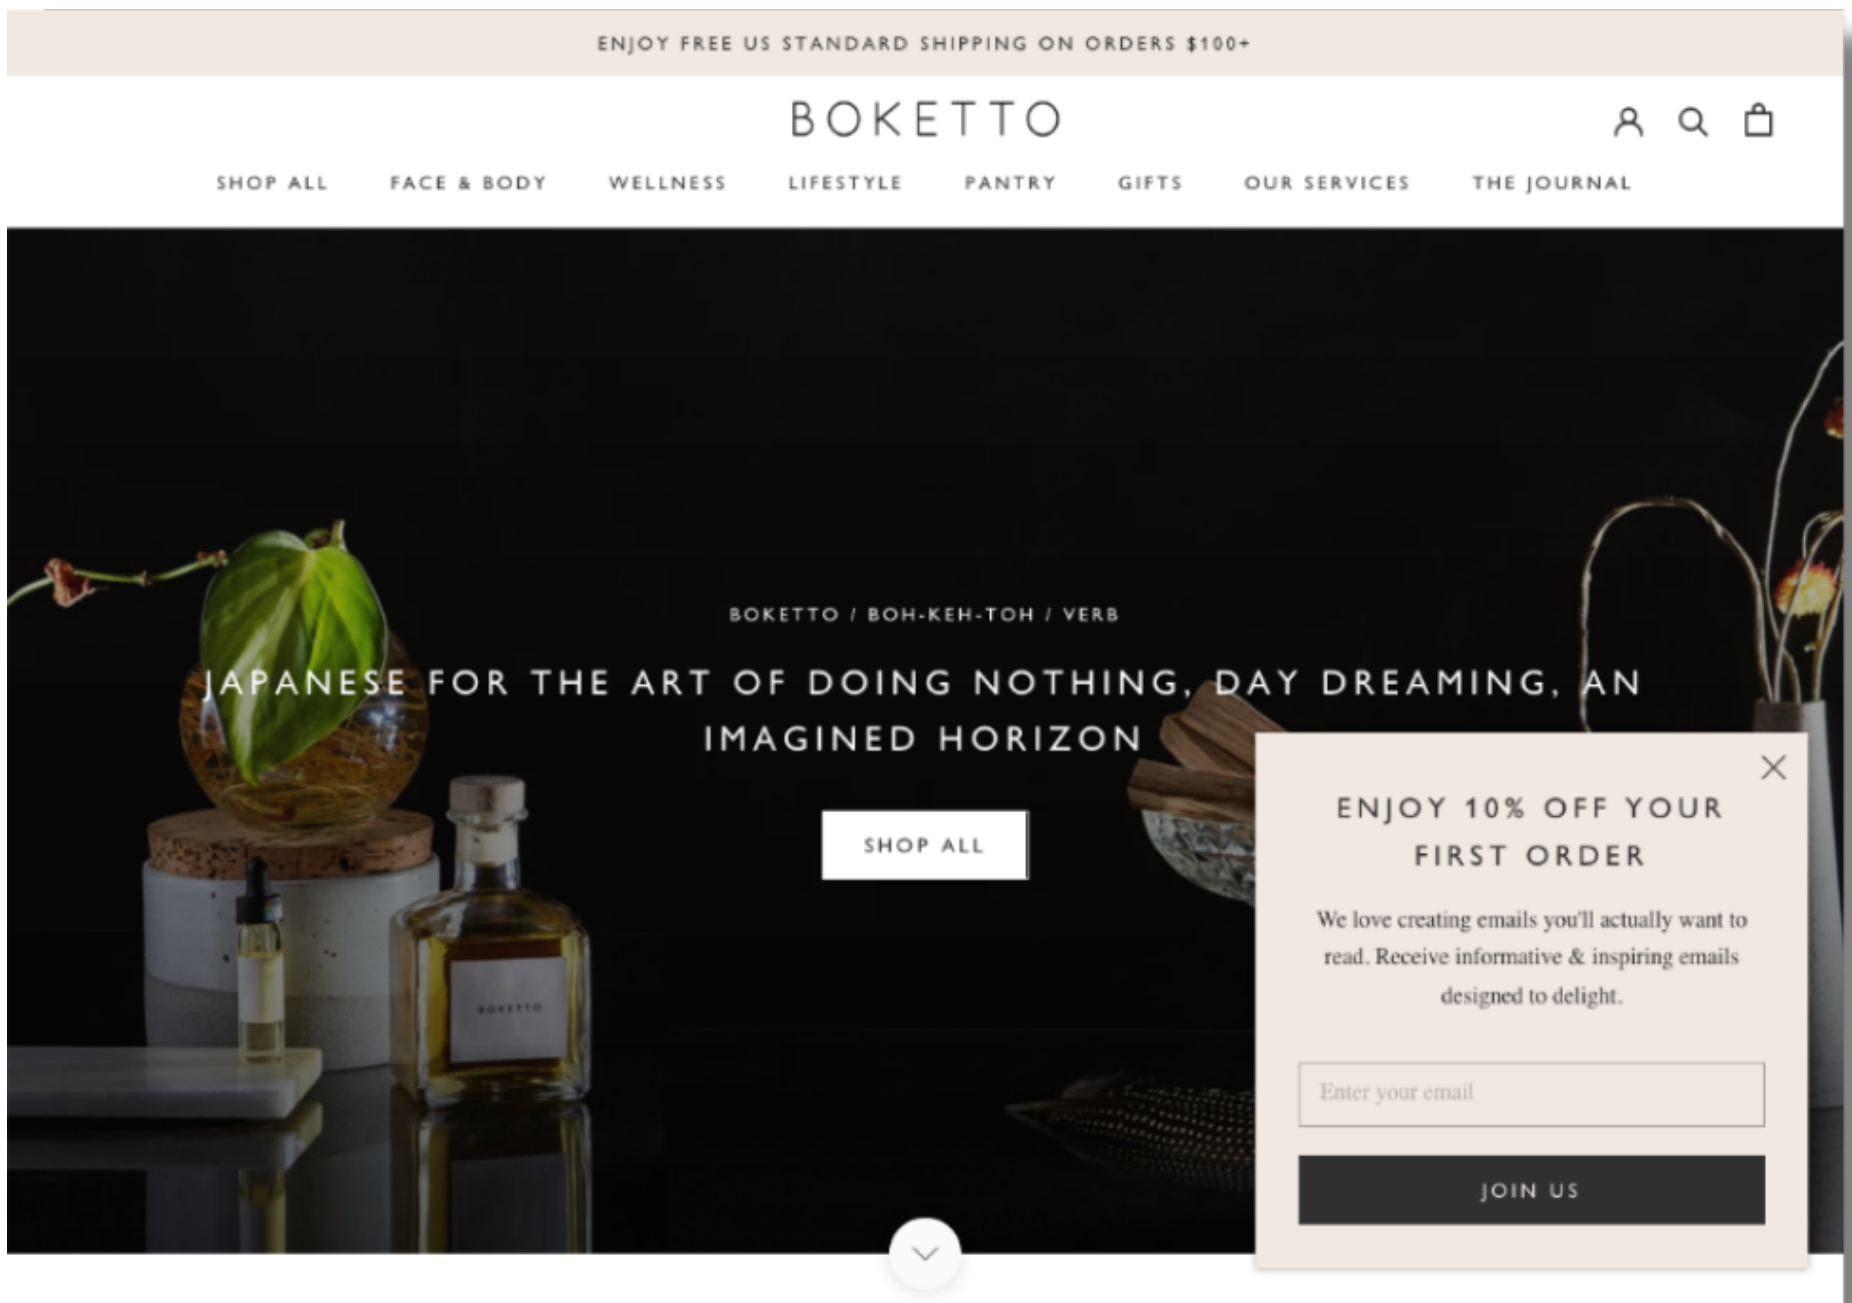 ENJOY FREE US STANDARD SHIPPING ON ORDERS $100+
BOKETTO
SHOP ALL FACE & BODY WELLNESS LIFESTYLE PANTRY GIFTS OUR SERVICES THE JOURNAL
BOKETTO / BOH-KEH-TOH / VERB
JAPANESE FOR THE ART OF DOING NOTHING, DAY DREAMING, AN
IMAGINED HORIZON
SHOP ALL
BOKETTO
ENJOY 10% OFF YOUR
FIRST ORDER
We love creating emails you'll actually want to
read. Receive informative & inspiring emails
designed to delight.
Enter your email
JOIN US